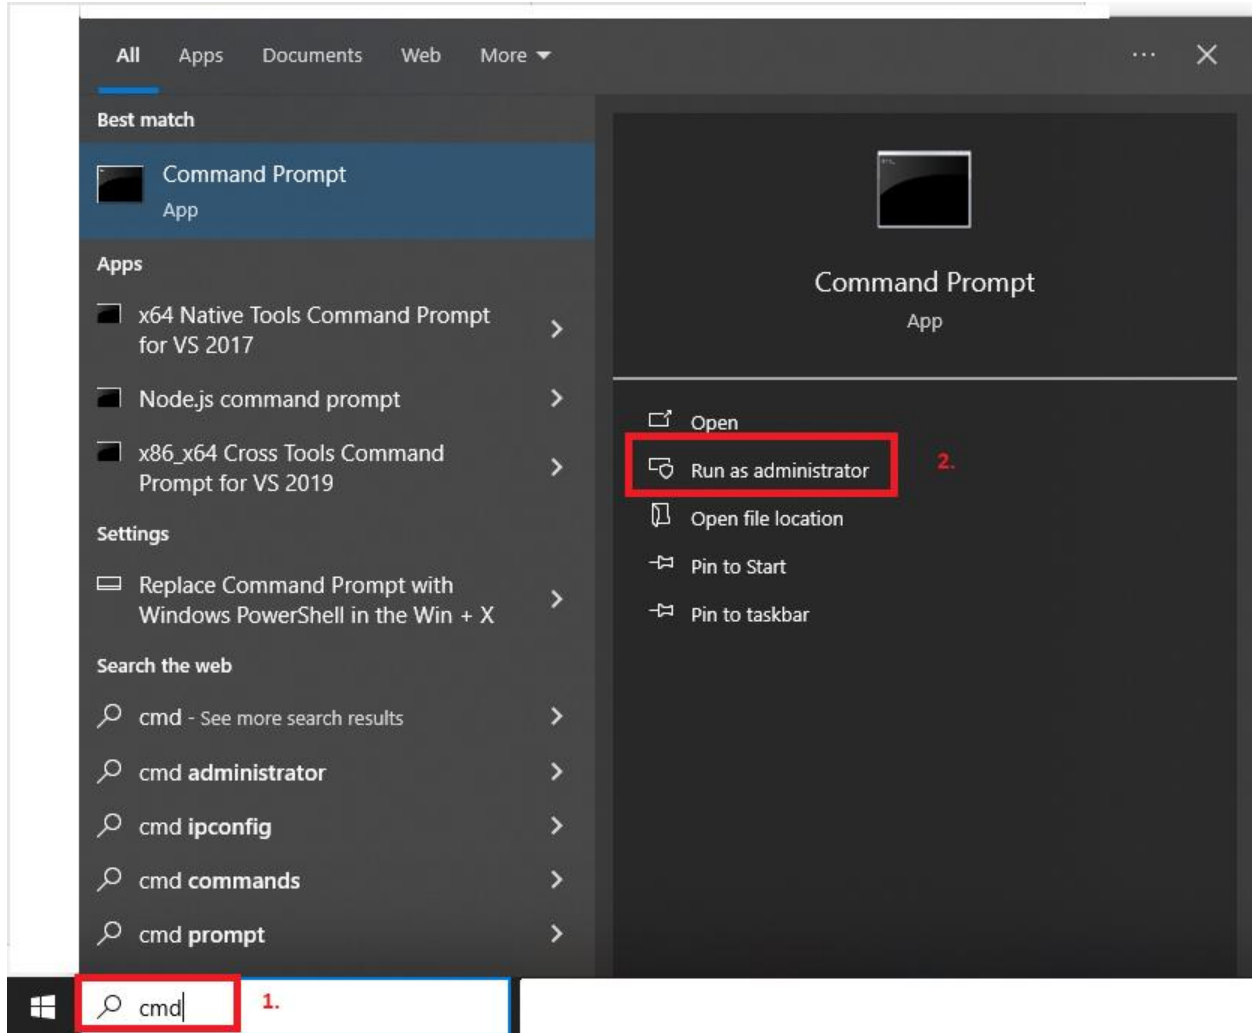 All Apps Documents Web More
Best match
Command Prompt
App
Apps
x64 Native Tools Command Prompt
for VS 2017
Node.js command prompt
x86_x64 Cross Tools Command
Prompt for VS 2019
Settings
Replace Command Prompt with
Windows PowerShell in the Win + X
Search the web
cmd - See more search results
cmd administrator
cmd ipconfig
cmd commands
cmd prompt
Command Prompt
App
Open
Run as administrator 2.
Open file location
Pin to Start
Pin to taskbar
cmd 1.